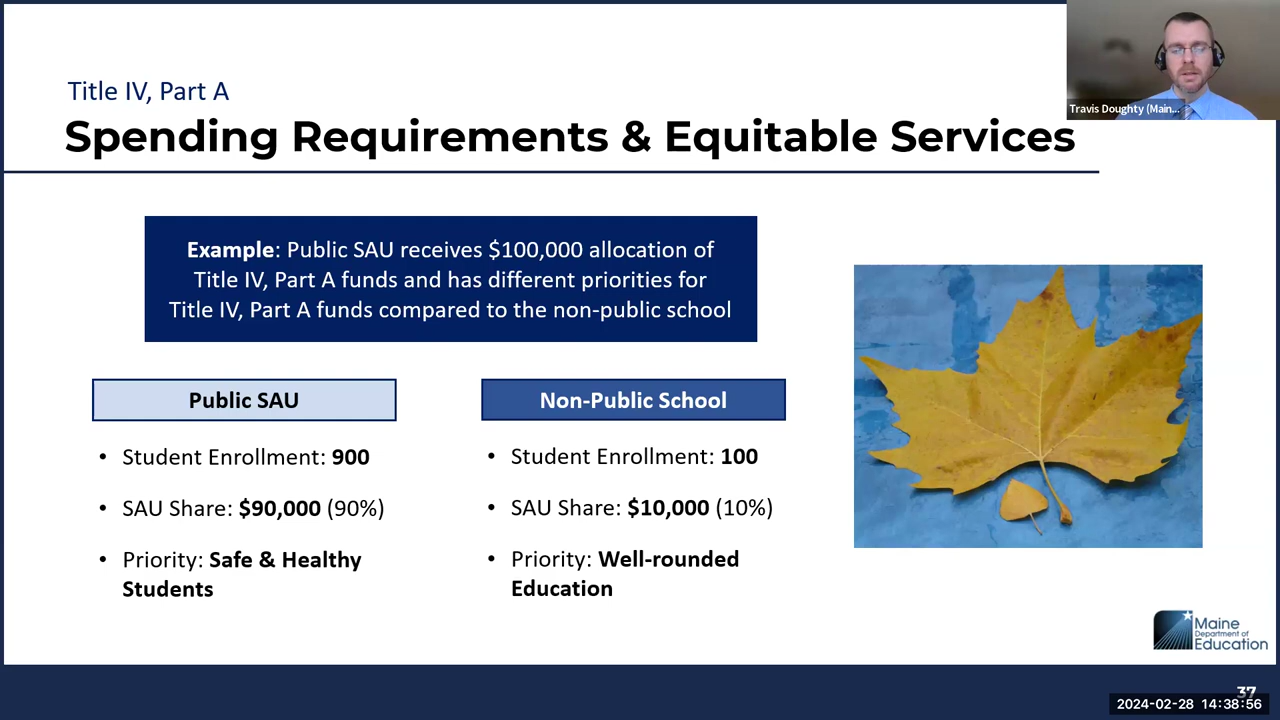 Title IV, Part A
Spending Requirements & Equitable Services
Travis Doughty (Main...
Example: Public SAU receives $100,000 allocation of
Title IV, Part A funds and has different priorities for
Title IV, Part A funds compared to the non-public school
Public SAU
• Student Enrollment: 900
• SAU Share: $90,000 (90%)
• Priority: Safe & Healthy
Students
Non-Public School
• Student Enrollment: 100
• SAU Share: $10,000 (10%)
• Priority: Well-rounded
Education
Maine
Department of
Education
37
2024-02-28 14:38:56